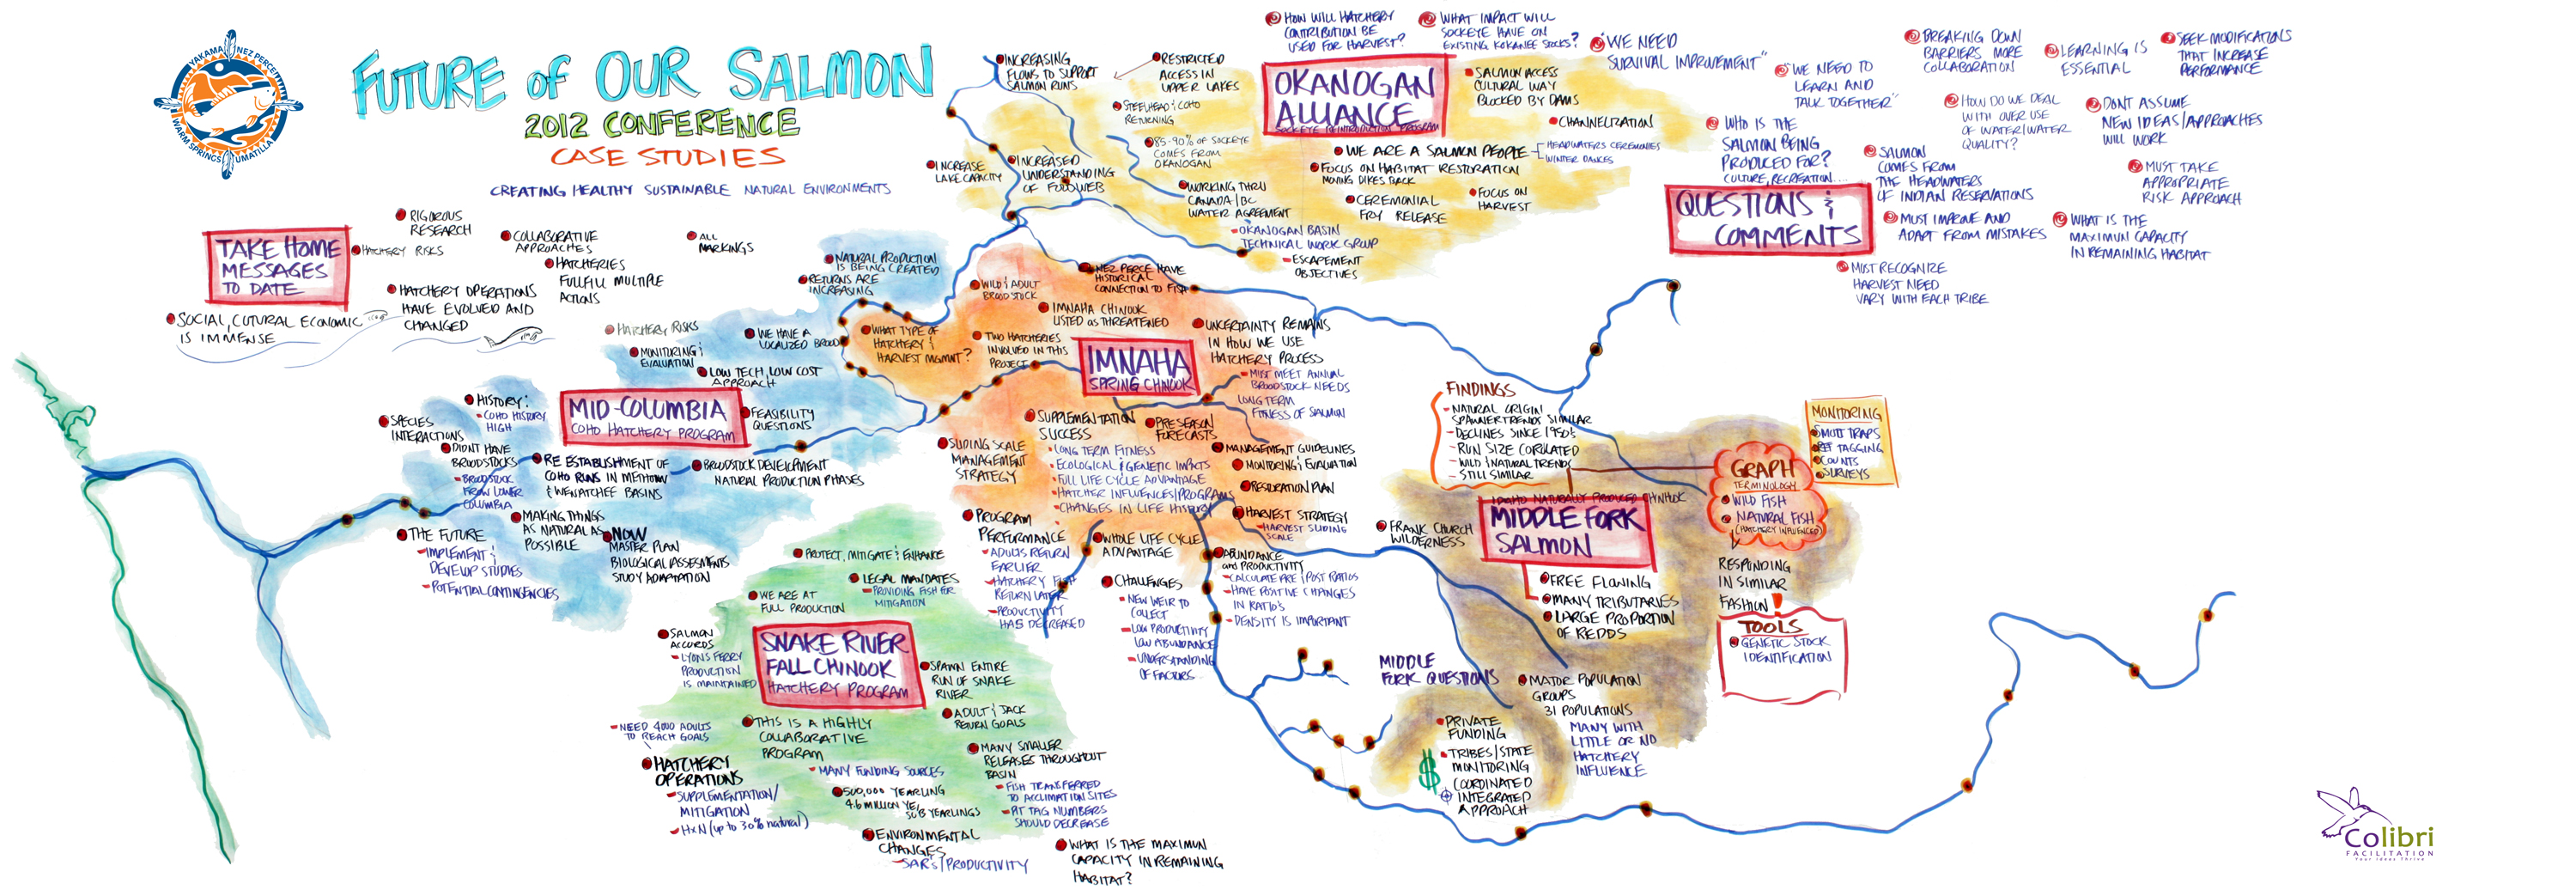 YAKAMA
NEZ PERCE
WARM SPRINGS
UMATILLA
FUTURE of OUR SALMON
2012 CONFERENCE
CASE STUDIES
CREATING HEALTHY SUSTAINABLE NATURAL ENVIRONMENTS
TAKE HOME
MESSAGES
TO DATE
RIGOROUS
RESEARCH
HATCHERY RISKS
COLLABORATIVE
APPROACHES
ALL
MARKINGS
HATCHERIES
FULLFILL MULTIPLE
ACTIONS
HATCHERY OPERATIONS
HAVE EVOLVED AND
CHANGED
SOCIAL, CUTURAL ECONOMIC
IS IMMENSE
MID-COLUMBIA
COHO HATCHERY PROGRAM
NATURAL PRODUCTION
IS BEING CREATED
RETURNS ARE
INCREASING
HATCHERY RISKS
MONITORING &
EVALUATION
WE HAVE A
LOCALIZED BROOD
LOW TECH, LOW COST
APPROACH
FEASIBILITY
QUESTIONS
HISTORY:
- COHO HISTORY
HIGH
SPECIES
INTERACTIONS
DIDNT HAVE
BROODSTOCKS
- BROODSTOCK
FROM LOWER
COLUMBIA
RE ESTABLISHMENT OF
COHO RUNS IN METHOW
& WENATCHEE BASINS
BROODSTOCK DEVELOPMENT
NATURAL PRODUCTION PHASES
MAKING THINGS
AS NATURAL AS
POSSIBLE
THE FUTURE
- IMPLEMENT &
DEVELOP STUDIES
- POTENTIAL CONTINGENCIES
NOW
MASTER PLAN
BIOLOGICAL ASSESMENTS
STUDY ADAPTATION
SNAKE RIVER
FALL CHINOOK
HATCHERY PROGRAM
PROTECT, MITIGATE & ENHANCE
LEGAL MANDATES
- PROVIDING FISH FOR
MITIGATION
WE ARE AT
FULL PRODUCTION
SALMON
ACCORDS
- LYONS FERRY
PRODUCTION
IS MAINTAINED
SPAWN ENTIRE
RUN OF SNAKE
RIVER
ADULT & JACK
RETURN GOALS
MANY SMALLER
RELEASES THROUGHOUT
BASIN
- FISH TRANSFERRED
TO ACCLIMATION SITES
- PIT TAG NUMBERS
SHOULD DECREASE
THIS IS A HIGHLY
COLLABORATIVE
PROGRAM
- MANY FUNDING SOURCES
- NEED 4000 ADULTS
TO REACH GOALS
HATCHERY
OPERATIONS
- SUPPLEMENTATION/
MITIGATION
- HxN (up to 30% natural)
500,000 YEARLING
4.6 MILLION
SUB YEARLINGS
ENVIRONMENTAL
CHANGES
- SAR'S/PRODUCTIVITY
WHAT IS THE MAXIMUM
CAPACITY IN REMAINING
HABITAT?
INCREASING
FLOWS TO SUPPORT
SALMON RUNS
RESTRICTED
ACCESS IN
UPPER LAKES
STEELHEAD & COHO
RETURNING
85-90% OF SOCKEYE
COMES FROM
OKANOGAN
INCREASE
LAKE CAPACITY
INCREASED
UNDERSTANDING
OF FOOD WEB
WORKING THRU
CANADA/BC
WATER AGREEMENT
- OKANOGAN BASIN
TECHNICAL WORK GROUP
- ESCAPEMENT
OBJECTIVES
OKANOGAN
ALLIANCE
SOCKEYE REINTRODUCTION PROGRAM
HOW WILL HATCHERY
CONTRIBUTION BE
USED FOR HARVEST?
WHAT IMPACT WILL
SOCKEYE HAVE ON
EXISTING KOKANEE STOCKS?
"WE NEED
SURVIVAL IMPROVEMENT"
SALMON ACCESS
CULTURAL WAY
BLOCKED BY DAMS
CHANNELIZATION
WE ARE A SALMON PEOPLE
HEADWATERS CEREMONIES
WINTER DANCES
FOCUS ON HABITAT RESTORATION
MOVING DIKES BACK
CEREMONIAL
FRY RELEASE
FOCUS ON
HARVEST
IMNAHA
SPRING CHINOOK
NEZ PERCE HAVE
HISTORICAL
CONNECTION TO FISH
WILD & ADULT
BROODSTOCK
IMNAHA CHINOOK
LISTED as THREATENED
WHAT TYPE OF
HATCHERY &
HARVEST MGMNT?
TWO HATCHERIES
INVOLVED IN THIS
PROJECT
UNCERTAINTY REMAINS
IN HOW WE USE
HATCHERY PROCESS
- MUST MEET ANNUAL
BROODSTOCK NEEDS
LONG TERM
FITNESS OF SALMON
SLIDING SCALE
MANAGEMENT
STRATEGY
SUPPLEMENTATION
SUCCESS
- LONG TERM FITNESS
- ECOLOGICAL & GENETIC IMPACTS
- FULL LIFE CYCLE ADVANTAGE
- HATCHER INFLUENCES/PROGRAMS
- CHANGES IN LIFE HISTORY
PRESEASON
FORECASTS
MANAGEMENT GUIDELINES
MONITORING & EVALUATION
RESTORATION PLAN
HARVEST STRATEGY
- HARVEST SLIDING
SCALE
PROGRAM
PERFORMANCE
- ADULTS RETURN
EARLIER
- HATCHERY FISH
RETURN LATER
- PRODUCTIVITY
HAS DECREASED
WHOLE LIFE CYCLE
ADVANTAGE
CHALLENGES
- NEW WEIR TO
COLLECT
- LOW PRODUCTIVITY
LOW ABUNDANCE
- UNDERSTANDING
OF FACTORS
ABUNDANCE
and PRODUCTIVITY
- CALCULATE PRE & POST RATIOS
- HAVE POSITIVE CHANGES
IN RATIO'S
- DENSITY IS IMPORTANT
FINDINGS
- NATURAL ORIGIN
SPAWNER TRENDS SIMILAR
- DECLINES SINCE 1950's
- RUN SIZE CORULATED
- WILD & NATURAL TRENDS
- STILL SIMILAR
IDAHO NATURALLY PRODUCED CHINOOK
MIDDLE FORK
SALMON
FRANK CHURCH
WILDERNESS
FREE FLOWING
MANY TRIBUTARIES
LARGE PROPORTION
OF REDDS
GRAPH
TERMINOLOGY
WILD FISH
NATURAL FISH
(HATCHERY INFLUENCED)
RESPONDING
IN SIMILAR
FASHION
MONITORING
SMOLT TRAPS
PIT TAGGING
COUNTS
SURVEYS
TOOLS
GENETIC STOCK
IDENTIFICATION
MIDDLE
FORK QUESTIONS
MAJOR POPULATION
GROUPS
31 POPULATIONS
MANY WITH
LITTLE OR NO
HATCHERY
INFLUENCE
PRIVATE
FUNDING
TRIBES/STATE
MONITORING
COORDINATED
INTEGRATED
APPROACH
$
QUESTIONS &
COMMENTS
"WE NEED TO
LEARN AND
TALK TOGETHER"
BREAKING DOWN
BARRIERS MORE
COLLABORATION
LEARNING IS
ESSENTIAL
SEEK MODIFICATIONS
THAT INCREASE
PERFORMANCE
WHO IS THE
SALMON BEING
PRODUCED FOR?
CULTURE, RECREATION....
HOW DO WE DEAL
WITH OVER USE
OF WATER/WATER
QUALITY?
DONT ASSUME
NEW IDEAS/APPROACHES
WILL WORK
SALMON
COMES FROM
THE HEADWATERS
OF INDIAN RESERVATIONS
MUST TAKE
APPROPRIATE
RISK APPROACH
MUST IMPROVE AND
ADAPT FROM MISTAKES
WHAT IS THE
MAXIMUM CAPACITY
IN REMAINING HABITAT
MUST RECOGNIZE
HARVEST NEED
VARY WITH EACH TRIBE
Colibri
FACILITATION
Your Ideas Thrive